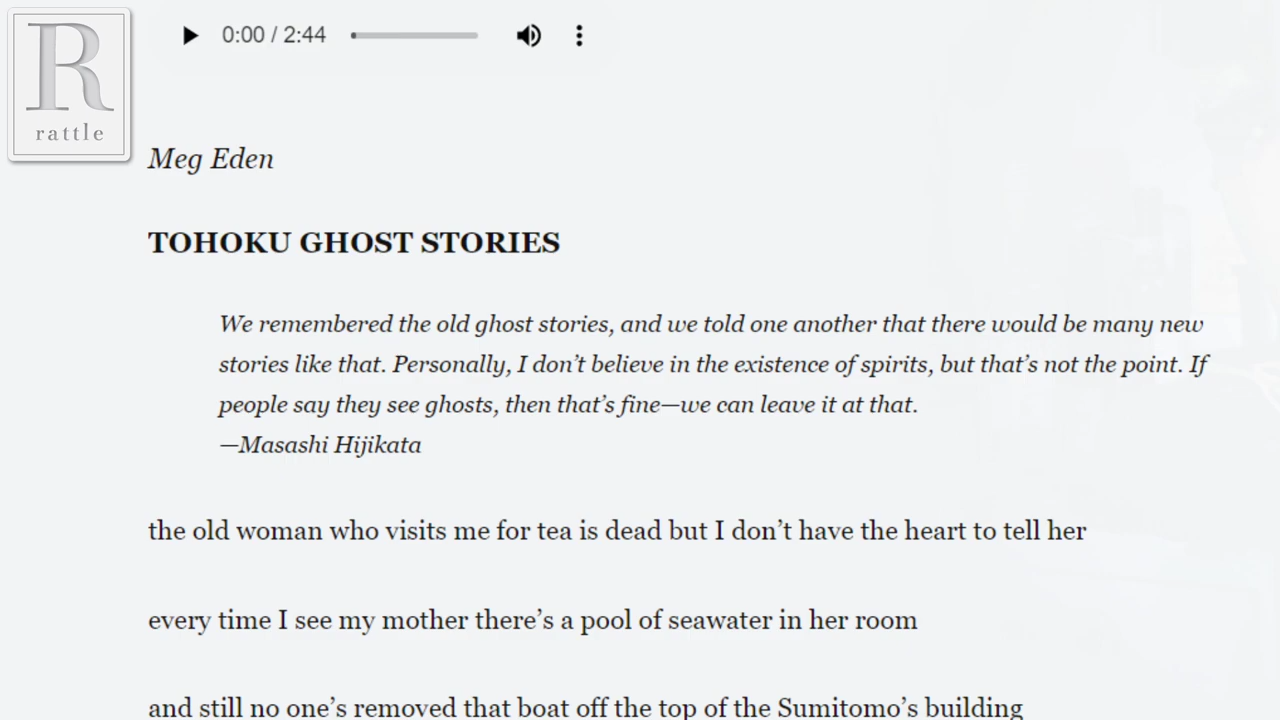 0:00 / 2:44
R
rattle
Meg Eden
TOHOKU GHOST STORIES
We remembered the old ghost stories, and we told one another that there would be many new
stories like that. Personally, I don’t believe in the existence of spirits, but that’s not the point. If
people say they see ghosts, then that’s fine—we can leave it at that.
—Masashi Hijikata
the old woman who visits me for tea is dead but I don’t have the heart to tell her
every time I see my mother there’s a pool of seawater in her room
and still no one’s removed that boat off the top of the Sumitomo’s building